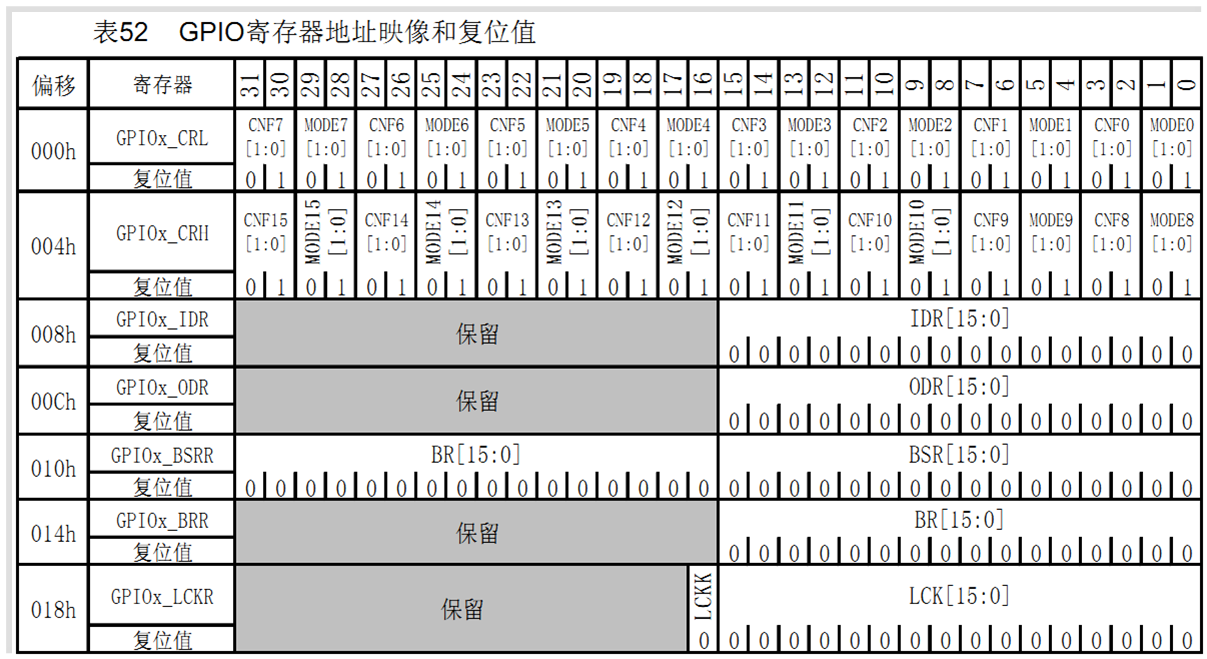 表52 GPIO寄存器地址映像和复位值
偏移 寄存器 31 30 29 28 27 26 25 24 23 22 21 20 19 18 17 16 15 14 13 12 11 10 9 8 7 6 5 4 3 2 1 0
000h GPIOx_CRL CNF7 [1:0] MODE7 [1:0] CNF6 [1:0] MODE6 [1:0] CNF5 [1:0] MODE5 [1:0] CNF4 [1:0] MODE4 [1:0] CNF3 [1:0] MODE3 [1:0] CNF2 [1:0] MODE2 [1:0] CNF1 [1:0] MODE1 [1:0] CNF0 [1:0] MODE0 [1:0]
复位值 0 1 0 1 0 1 0 1 0 1 0 1 0 1 0 1 0 1 0 1 0 1 0 1 0 1 0 1 0 1 0 1
004h GPIOx_CRH CNF15 [1:0] MODE15 [1:0] CNF14 [1:0] MODE14 [1:0] CNF13 [1:0] MODE13 [1:0] CNF12 [1:0] MODE12 [1:0] CNF11 [1:0] MODE11 [1:0] CNF10 [1:0] MODE10 [1:0] CNF9 [1:0] MODE9 [1:0] CNF8 [1:0] MODE8 [1:0]
复位值 0 1 0 1 0 1 0 1 0 1 0 1 0 1 0 1 0 1 0 1 0 1 0 1 0 1 0 1 0 1 0 1
008h GPIOx_IDR 保留 IDR[15:0]
复位值 0 0 0 0 0 0 0 0 0 0 0 0 0 0 0 0
00Ch GPIOx_ODR 保留 ODR[15:0]
复位值 0 0 0 0 0 0 0 0 0 0 0 0 0 0 0 0
010h GPIOx_BSRR BR[15:0] BSR[15:0]
复位值 0 0 0 0 0 0 0 0 0 0 0 0 0 0 0 0 0 0 0 0 0 0 0 0 0 0 0 0 0 0 0 0
014h GPIOx_BRR 保留 BR[15:0]
复位值 0 0 0 0 0 0 0 0 0 0 0 0 0 0 0 0
018h GPIOx_LCKR 保留 LCKK LCK[15:0]
复位值 0 0 0 0 0 0 0 0 0 0 0 0 0 0 0 0 0